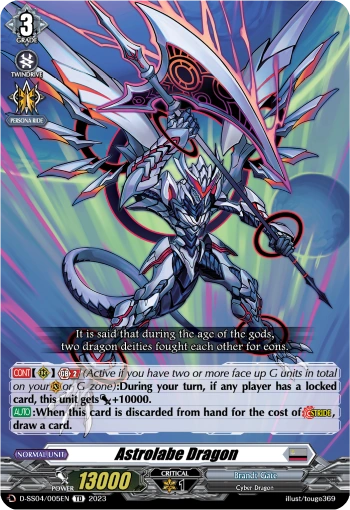 3
GRADE
TWINDRIVE
PERSONA RIDE
It is said that during the age of the gods,
two dragon deities fought each other for eons.
CONT (R) GB 2 (Active if you have two or more face up G units in total
on your (V) or G zone):During your turn, if any player has a locked
card, this unit gets +10000.
AUTO:When this card is discarded from hand for the cost of STRIDE,
draw a card.
NORMAL UNIT
Astrolabe Dragon
POWER 13000 CRITICAL 1
Brandt Gate
Cyber Dragon
D-SS04/005EN TD 2023 illust/touge369